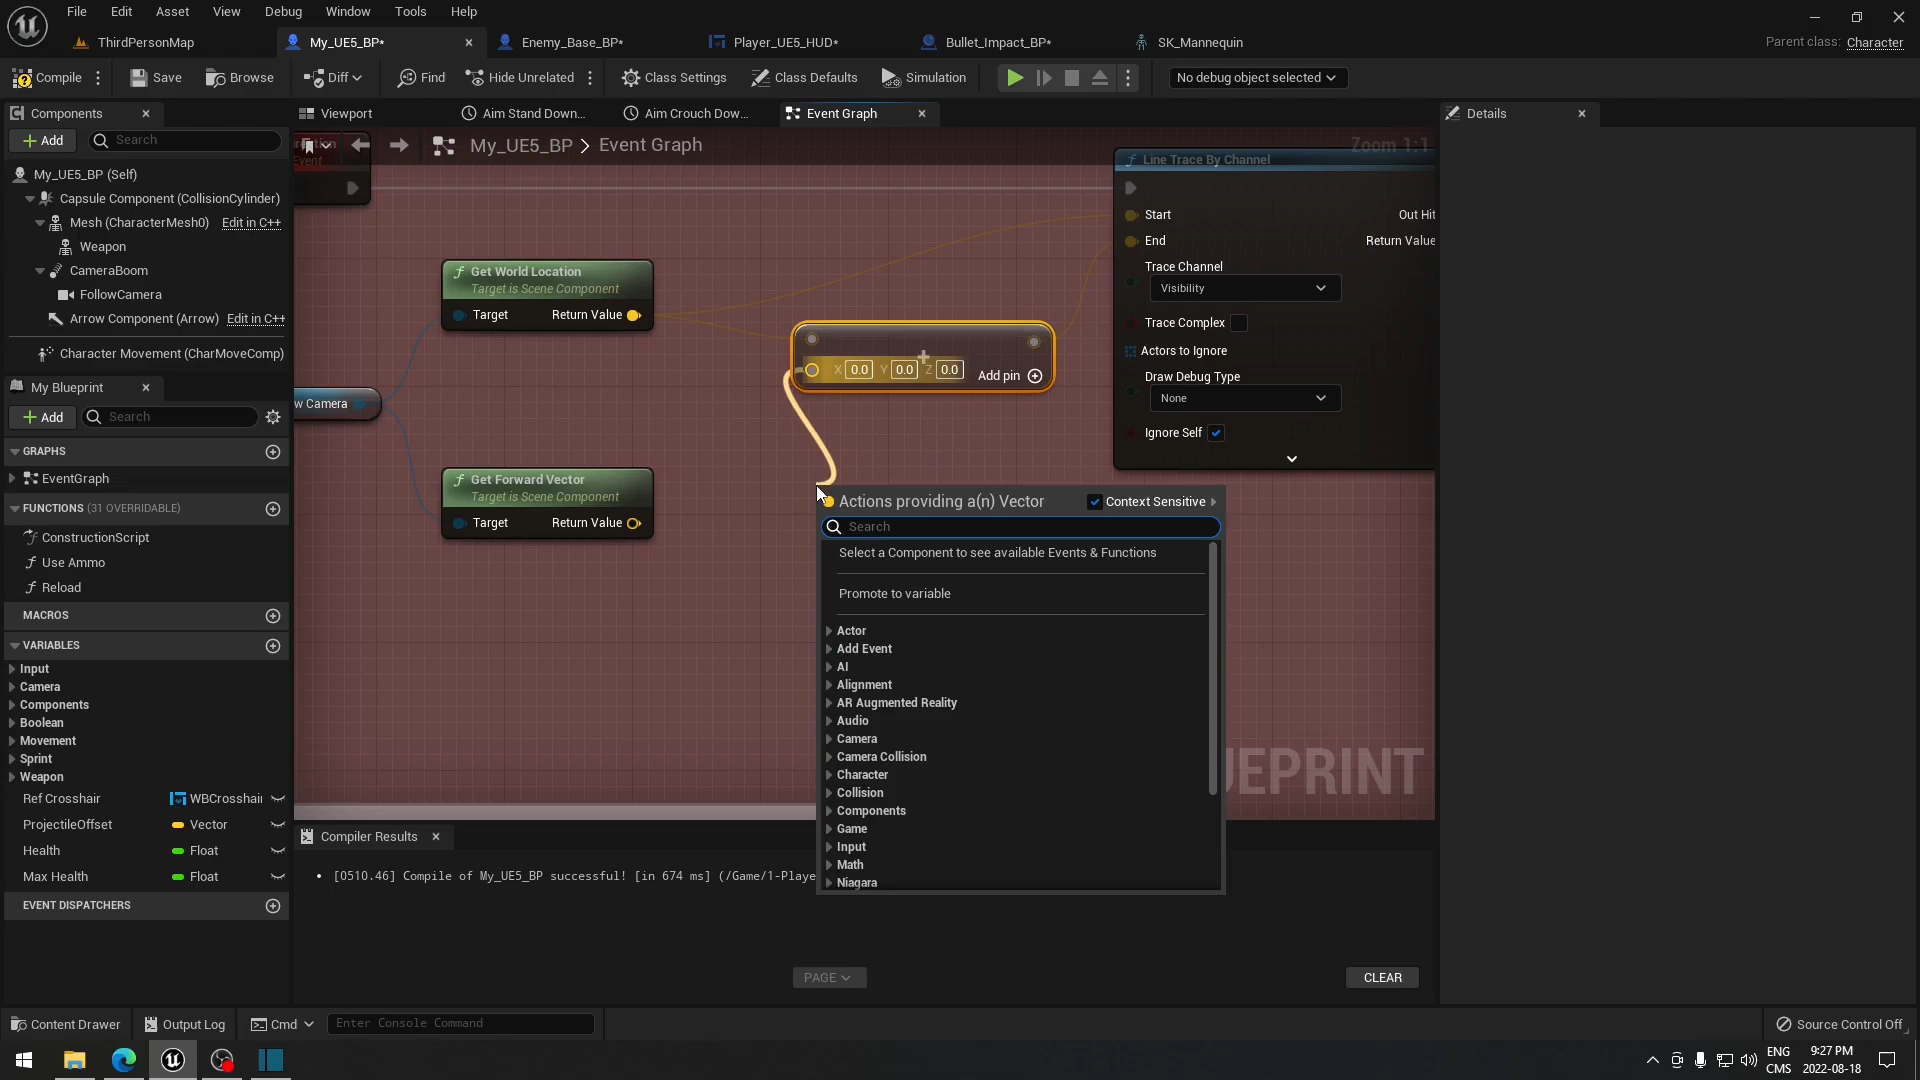 File Edit Asset View Debug Window Tools Help
ThirdPersonMap My_UE5_BP* Enemy_Base_BP* Player_UE5_HUD* Bullet_Impact_BP* SK_Mannequin Parent class: Character
Compile Save Browse Diff Find Hide Unrelated Class Settings Class Defaults Simulation No debug object selected
Components Viewport Aim Stand Down... Aim Crouch Dow... Event Graph Details
Add Search
My_UE5_BP > Event Graph Zoom 1:1
My_UE5_BP (Self)
Capsule Component (CollisionCylinder)
Mesh (CharacterMesh0) Edit in C++
Weapon
CameraBoom
FollowCamera
Arrow Component (Arrow) Edit in C++
Character Movement (CharMoveComp)
My Blueprint
Add Search
GRAPHS
EventGraph
FUNCTIONS (31 OVERRIDABLE)
ConstructionScript
Use Ammo
Reload
MACROS
VARIABLES
Input
Camera
Components
Boolean
Movement
Sprint
Weapon
Ref Crosshair WBCrosshair
ProjectileOffset Vector
Health Float
Max Health Float
EVENT DISPATCHERS
Get World Location
Target is Scene Component
Target Return Value
w Camera
Get Forward Vector
Target is Scene Component
Target Return Value
X 0.0 Y 0.0 Z 0.0 Add pin
Line Trace By Channel
Start Out Hit
End Return Value
Trace Channel
Visibility
Trace Complex
Actors to Ignore
Draw Debug Type
None
Ignore Self
Actions providing a(n) Vector Context Sensitive
Search
Select a Component to see available Events & Functions
Promote to variable
Actor
Add Event
AI
Alignment
AR Augmented Reality
Audio
Camera
Camera Collision
Character
Collision
Components
Game
Input
Math
Niagara
UEPRINT
Compiler Results
[0510.46] Compile of My_UE5_BP successful! [in 674 ms] (/Game/1-Playe
PAGE CLEAR
Content Drawer Output Log Cmd Enter Console Command Source Control Off
ENG 9:27 PM
CMS 2022-08-18